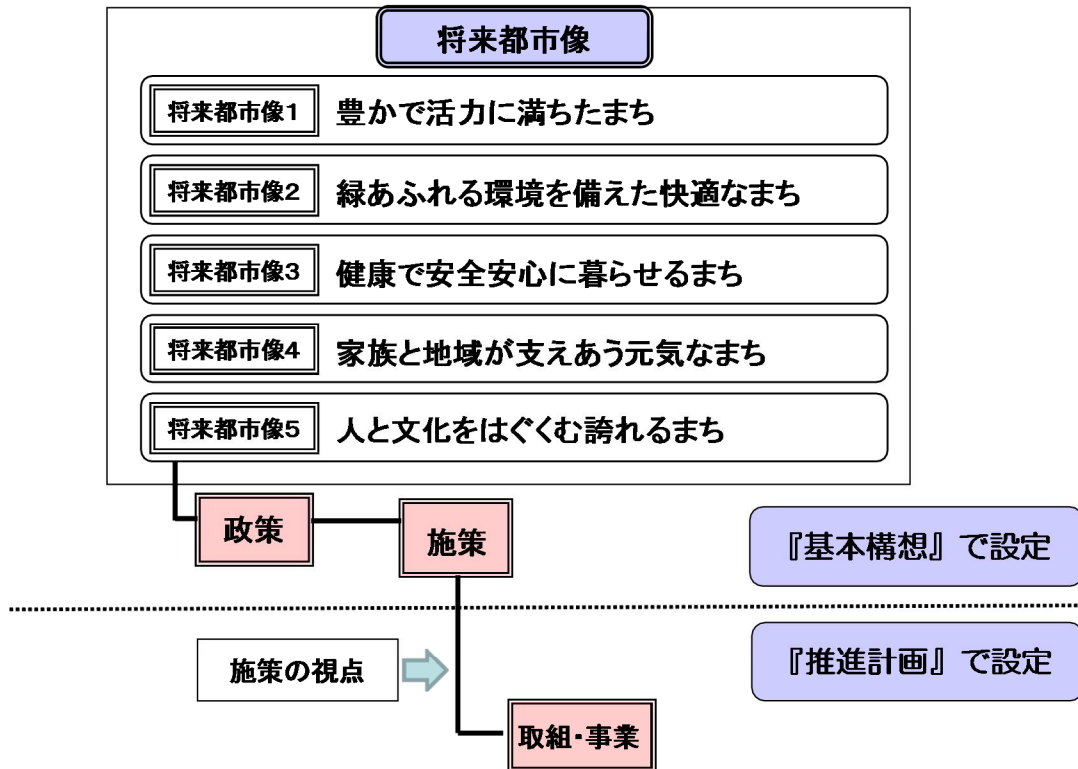 将来都市像
将来都市像1 豊かで活力に満ちたまち
将来都市像2 緑あふれる環境を備えた快適なまち
将来都市像3 健康で安全安心に暮らせるまち
将来都市像4 家族と地域が支えあう元気なまち
将来都市像5 人と文化をはぐくむ誇れるまち
政策
施策
『基本構想』で設定
施策の視点
『推進計画』で設定
取組・事業